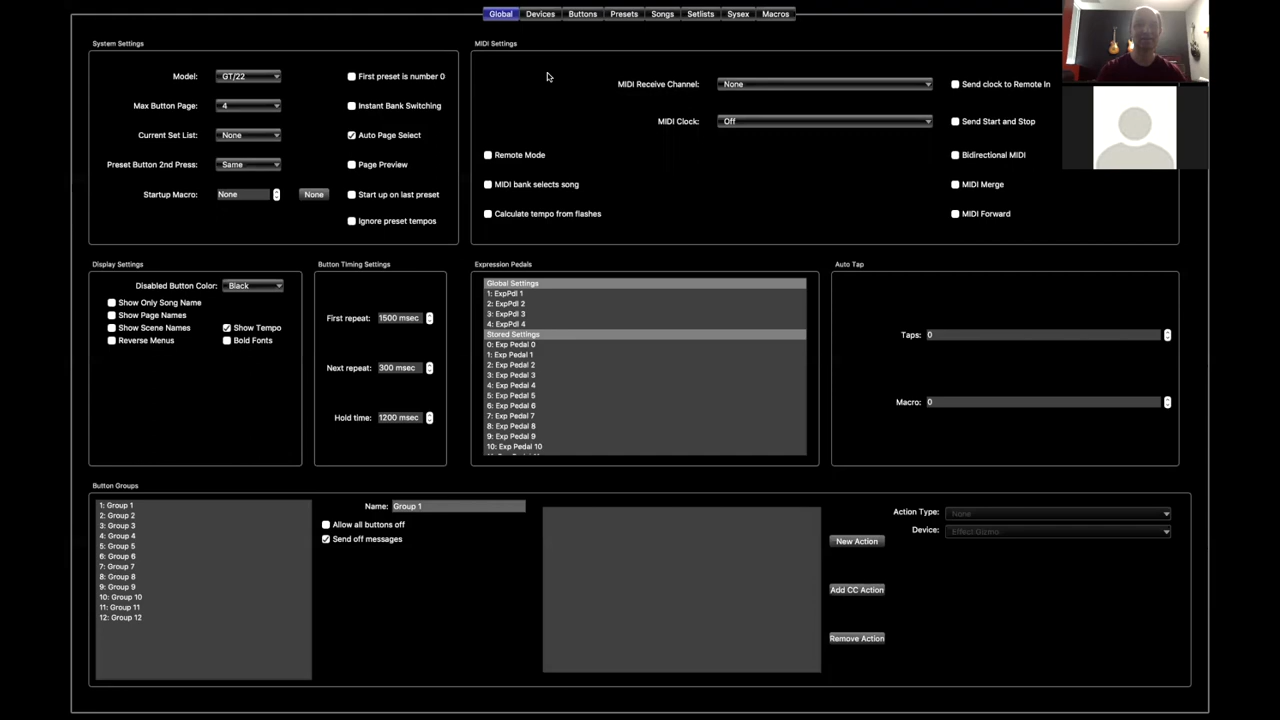 Global Devices Buttons Presets Songs Setlists Sysex Macros
System Settings
Model: GT/22
Max Button Page: 4
Current Set List: None
Preset Button 2nd Press: Same
Startup Macro: None None
First preset is number 0
Instant Bank Switching
Auto Page Select
Page Preview
Start up on last preset
Ignore preset tempos
MIDI Settings
MIDI Receive Channel: None
MIDI Clock: Off
Remote Mode
MIDI bank selects song
Calculate tempo from flashes
Send clock to Remote In
Send Start and Stop
Bidirectional MIDI
MIDI Merge
MIDI Forward
Display Settings
Disabled Button Color: Black
Show Only Song Name
Show Page Names
Show Scene Names Show Tempo
Reverse Menus Bold Fonts
Button Timing Settings
First repeat: 1500 msec
Next repeat: 300 msec
Hold time: 1200 msec
Expression Pedals
Global Settings
1: ExpPdl 1
2: ExpPdl 2
3: ExpPdl 3
4: ExpPdl 4
Stored Settings
0: Exp Pedal 0
1: Exp Pedal 1
2: Exp Pedal 2
3: Exp Pedal 3
4: Exp Pedal 4
5: Exp Pedal 5
6: Exp Pedal 6
7: Exp Pedal 7
8: Exp Pedal 8
9: Exp Pedal 9
10: Exp Pedal 10
Auto Tap
Taps: 0
Macro: 0
Button Groups
1: Group 1
2: Group 2
3: Group 3
4: Group 4
5: Group 5
6: Group 6
7: Group 7
8: Group 8
9: Group 9
10: Group 10
11: Group 11
12: Group 12
Name: Group 1
Allow all buttons off
Send off messages
New Action
Add CC Action
Remove Action
Action Type: None
Device: Effect Gizmo